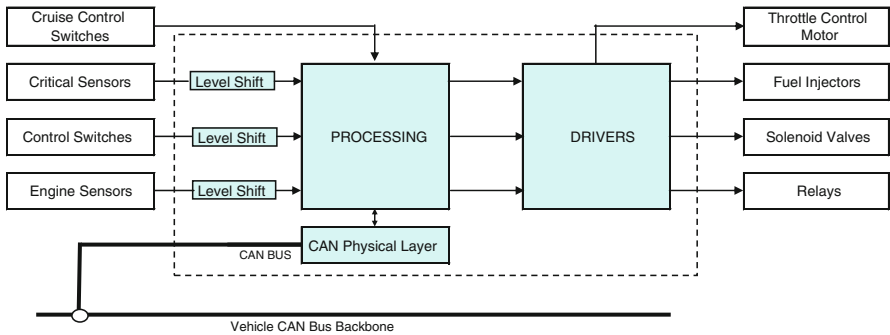 Cruise Control
Switches
Throttle Control
Motor
Critical Sensors
Level Shift
Fuel Injectors
Control Switches
Level Shift
PROCESSING
DRIVERS
Solenoid Valves
Engine Sensors
Level Shift
Relays
CAN Physical Layer
CAN BUS
Vehicle CAN Bus Backbone